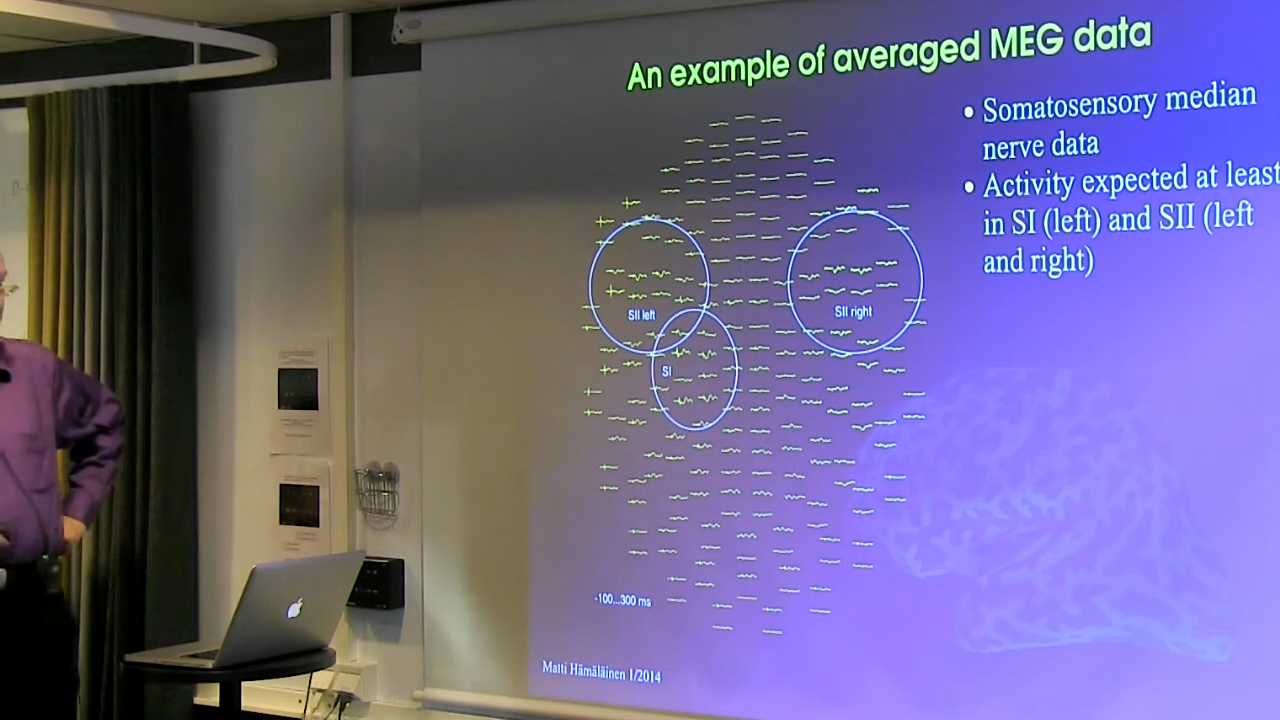 An example of averaged MEG data
• Somatosensory median
nerve data
• Activity expected at least
in SI (left) and SII (left
and right)
SII left
SII right
SI
-100...300 ms
Matti Hämäläinen 1/2014